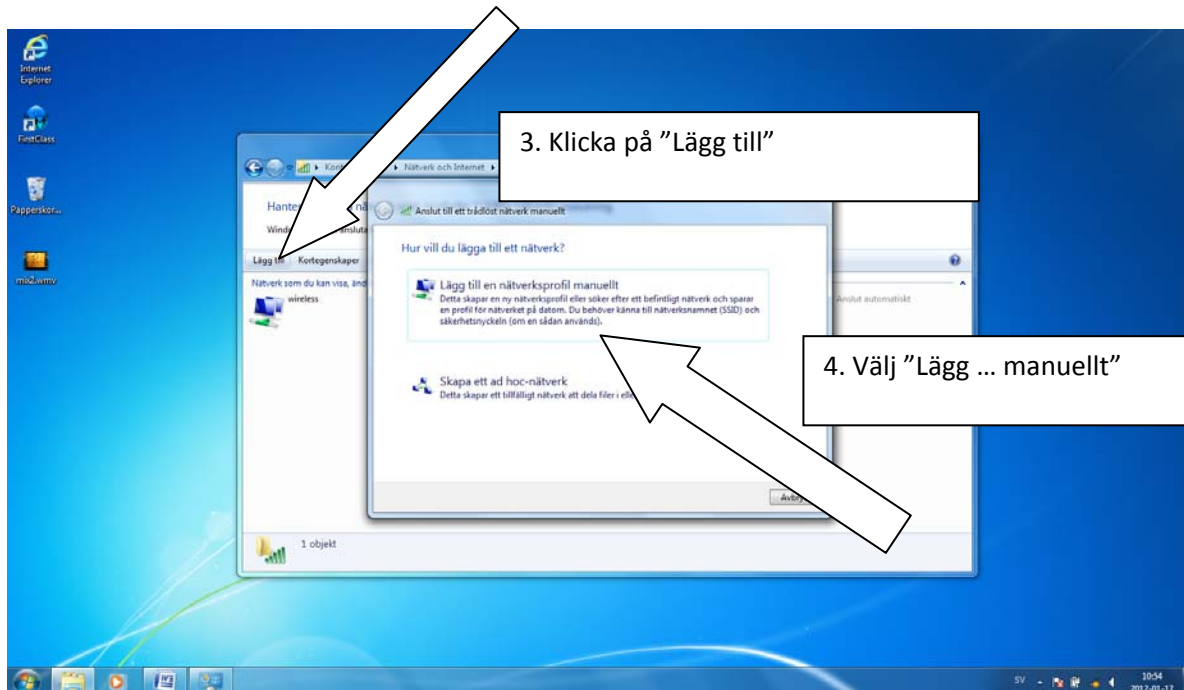 Internet
Explorer
FirstClass
Papperskor...
mix2.wmv
3. Klicka på ”Lägg till”
Nätverk och Internet
Anslut till ett trådlöst nätverk manuellt
Hur vill du lägga till ett nätverk?
Lägg till Kortegenskaper
Nätverk som du kan visa,
wireless
Lägg till en nätverksprofil manuellt
Detta skapar en ny nätverksprofil eller söker efter ett befintligt nätverk och sparar
en profil för nätverket på datorn. Du behöver känna till nätverksnamnet (SSID) och
säkerhetsnyckeln (om en sådan används).
Anslut automatiskt
4. Välj ”Lägg … manuellt”
Skapa ett ad hoc-nätverk
Detta skapar ett tillfälligt nätverk att dela filer i
1 objekt
SV
10:54
2012-01-17